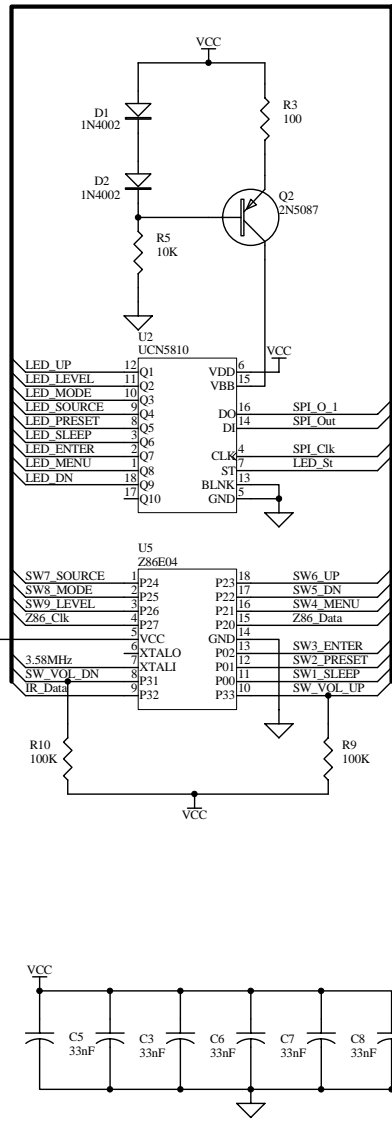 VCC
D1
1N4002
R3
100
D2
1N4002
Q2
2N5087
R5
10K
U2
UCN5810
VCC
LED_UP 12 Q1 VDD 6
LED_LEVEL 11 Q2 VBB 15
LED_MODE 10 Q3
LED_SOURCE 9 Q4 DO 16 SPI_O_1
LED_PRESET 8 Q5 DI 14 SPI_Out
LED_SLEEP 3 Q6
LED_ENTER 2 Q7 CLK 4 SPI_Clk
LED_MENU 1 Q8 ST 7 LED_St
LED_DN 18 Q9 BLNK 13
17 Q10 GND 5
U5
Z86E04
SW7_SOURCE 1 P24 P23 18 SW6_UP
SW8_MODE 2 P25 P22 17 SW5_DN
SW9_LEVEL 3 P26 P21 16 SW4_MENU
Z86_Clk 4 P27 P20 15 Z86_Data
5 VCC GND 14
6 XTALO P02 13 SW3_ENTER
3.58MHz 7 XTALI P01 12 SW2_PRESET
SW_VOL_DN 8 P31 P00 11 SW1_SLEEP
IR_Data 9 P32 P33 10 SW_VOL_UP
R10
100K
R9
100K
VCC
VCC
C5
33nF
C3
33nF
C6
33nF
C7
33nF
C8
33nF